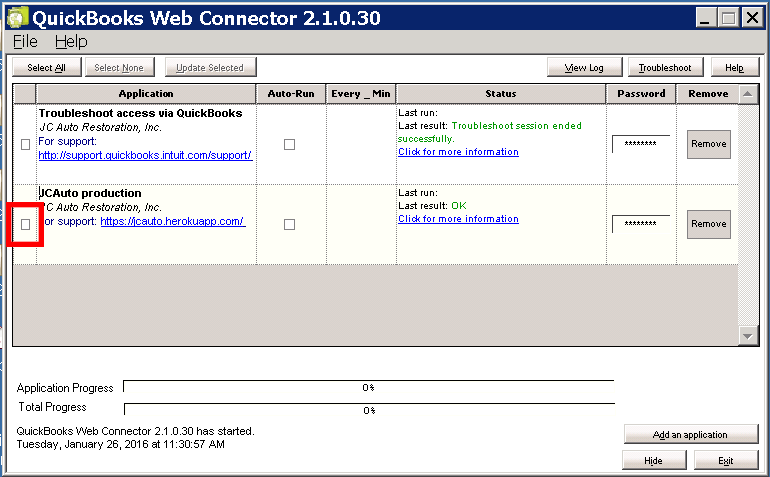 QuickBooks Web Connector 2.1.0.30
File Help
Select All Select None Update Selected View Log Troubleshoot Help
Application Auto-Run Every _ Min Status Password Remove
Troubleshoot access via QuickBooks
JC Auto Restoration, Inc.
For support:
http://support.quickbooks.intuit.com/support/
Last run:
Last result: Troubleshoot session ended
successfully.
Click for more information
********
Remove
JCAuto production
JC Auto Restoration, Inc.
For support: https://jcauto.herokuapp.com/
Last run:
Last result: OK
Click for more information
********
Remove
Application Progress 0%
Total Progress 0%
QuickBooks Web Connector 2.1.0.30 has started.
Tuesday, January 26, 2016 at 11:30:57 AM
Add an application
Hide Exit